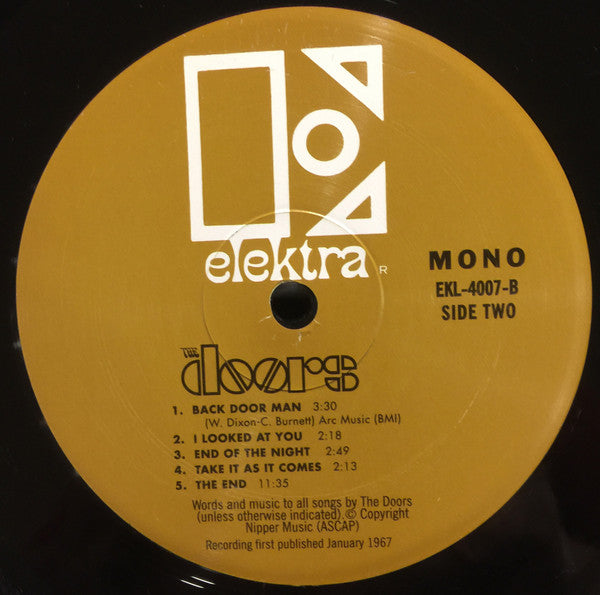 elektra R
MONO
EKL-4007-B
SIDE TWO
THE
doors
1. BACK DOOR MAN 3:30
(W. Dixon-C. Burnett) Arc Music (BMI)
2. I LOOKED AT YOU 2:18
3. END OF THE NIGHT 2:49
4. TAKE IT AS IT COMES 2:13
5. THE END 11:35
Words and music to all songs by The Doors
(unless otherwise indicated).© Copyright
Nipper Music (ASCAP)
Recording first published January 1967